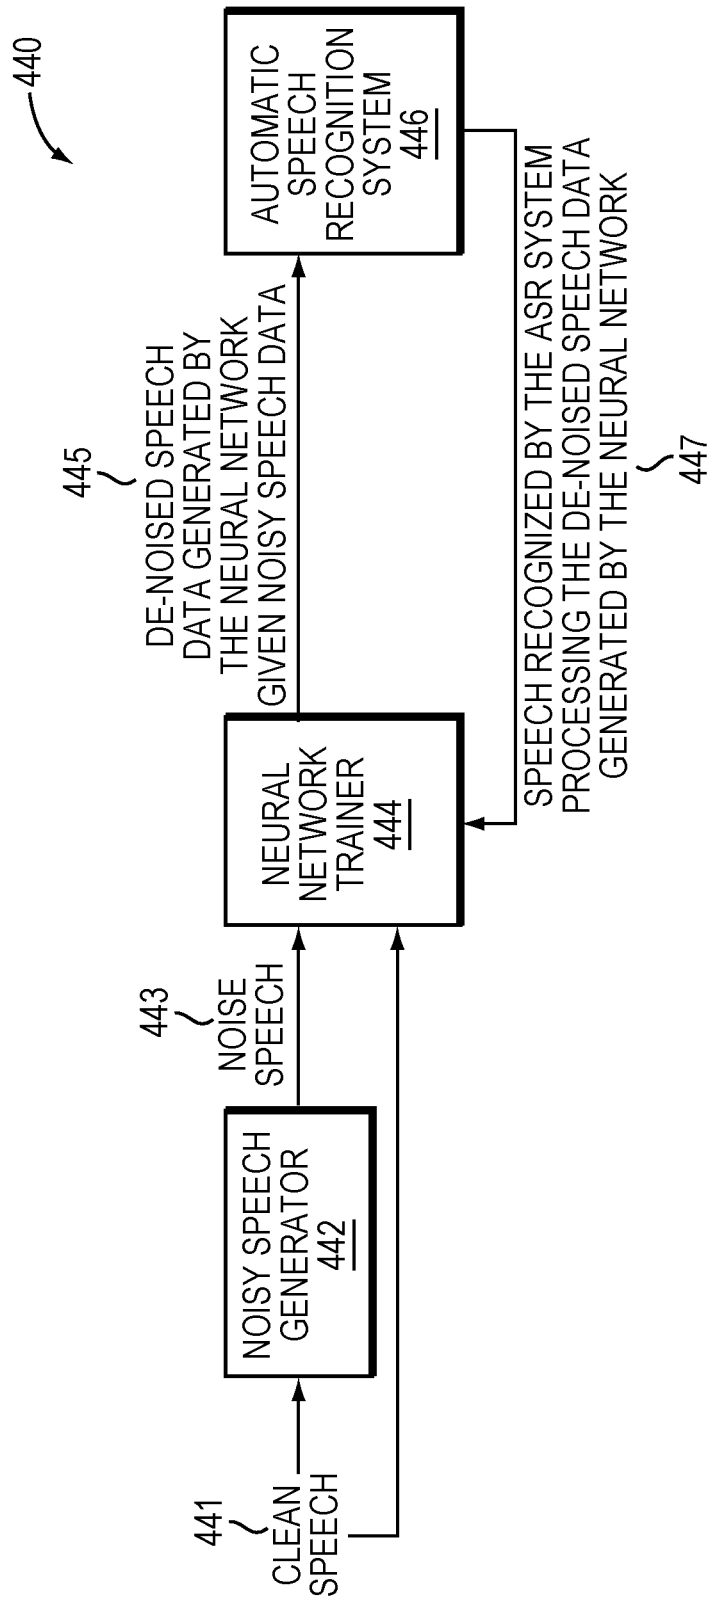 440
441
CLEAN
SPEECH
NOISY SPEECH
GENERATOR
442
443
NOISE
SPEECH
NEURAL
NETWORK
TRAINER
444
445
DE-NOISED SPEECH
DATA GENERATED BY
THE NEURAL NETWORK
GIVEN NOISY SPEECH DATA
AUTOMATIC
SPEECH
RECOGNITION
SYSTEM
446
SPEECH RECOGNIZED BY THE ASR SYSTEM
PROCESSING THE DE-NOISED SPEECH DATA
GENERATED BY THE NEURAL NETWORK
447